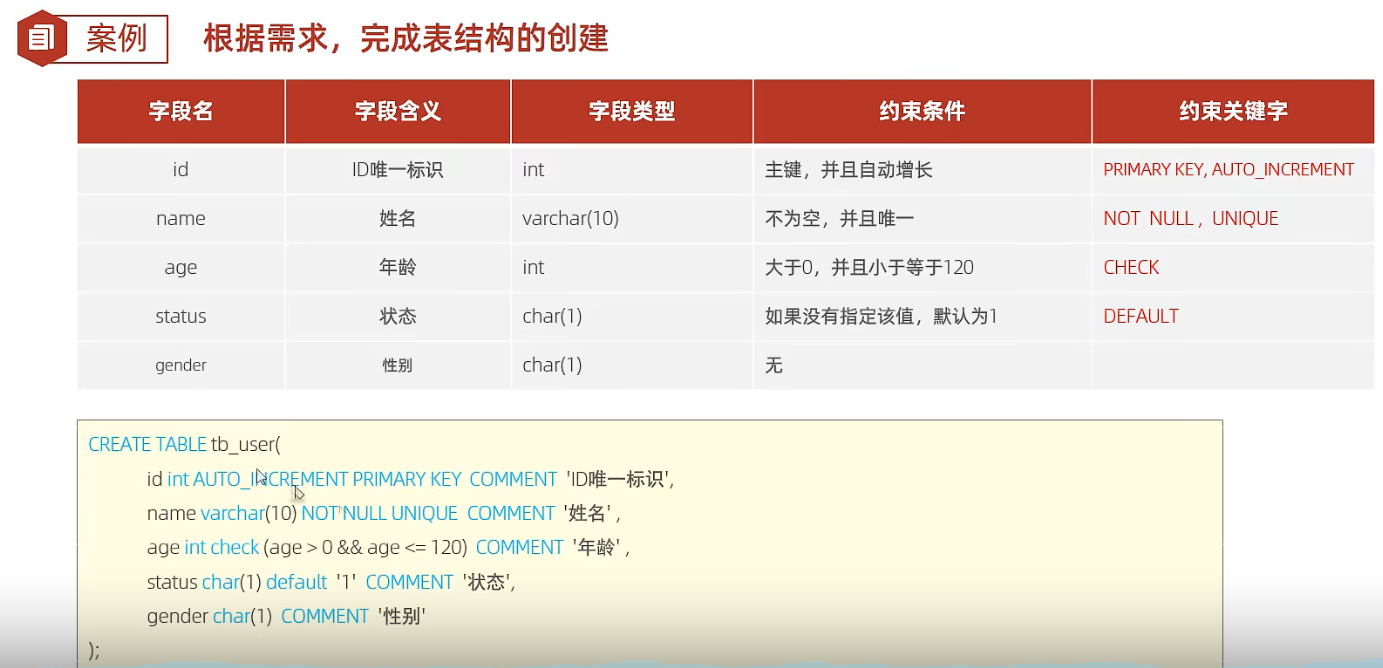 案例 根据需求，完成表结构的创建
字段名 字段含义 字段类型 约束条件 约束关键字
id ID唯一标识 int 主键，并且自动增长 PRIMARY KEY, AUTO_INCREMENT
name 姓名 varchar(10) 不为空，并且唯一 NOT NULL , UNIQUE
age 年龄 int 大于0，并且小于等于120 CHECK
status 状态 char(1) 如果没有指定该值，默认为1 DEFAULT
gender 性别 char(1) 无
CREATE TABLE tb_user(
id int AUTO_INCREMENT PRIMARY KEY COMMENT 'ID唯一标识',
name varchar(10) NOT NULL UNIQUE COMMENT '姓名' ,
age int check (age > 0 && age <= 120) COMMENT '年龄' ,
status char(1) default '1' COMMENT '状态',
gender char(1) COMMENT '性别'
);